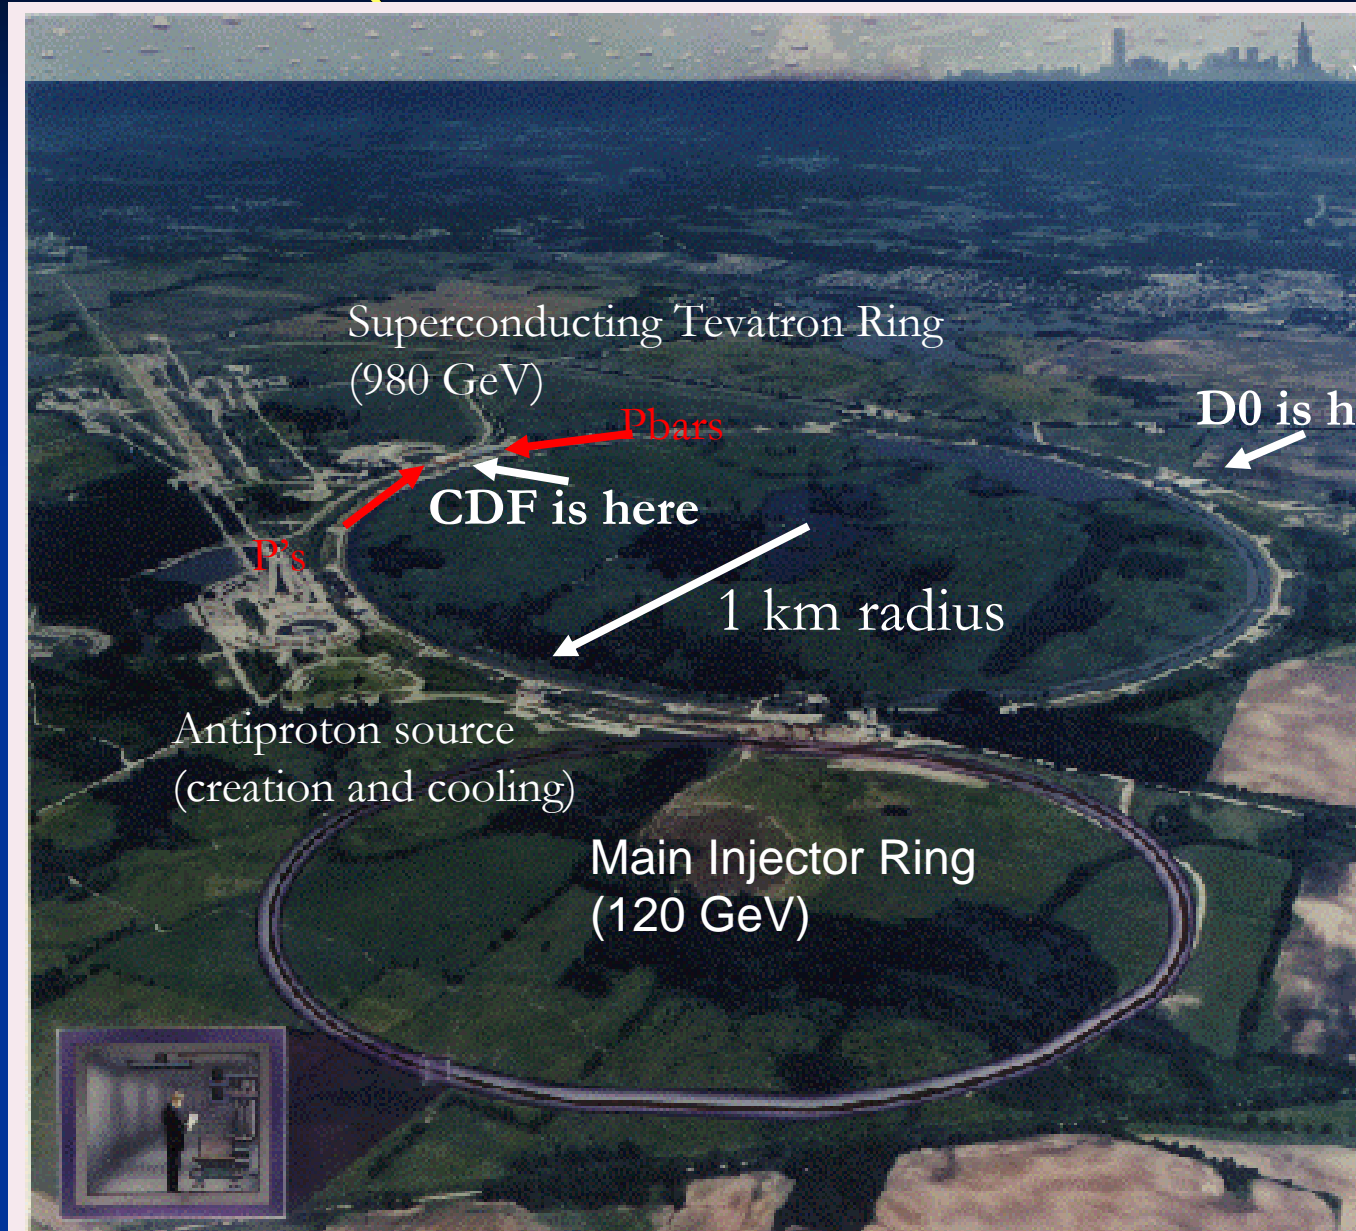 Superconducting Tevatron Ring
(980 GeV)
Pbars
D0 is h
CDF is here
P's
1 km radius
Antiproton source
(creation and cooling)
Main Injector Ring
(120 GeV)